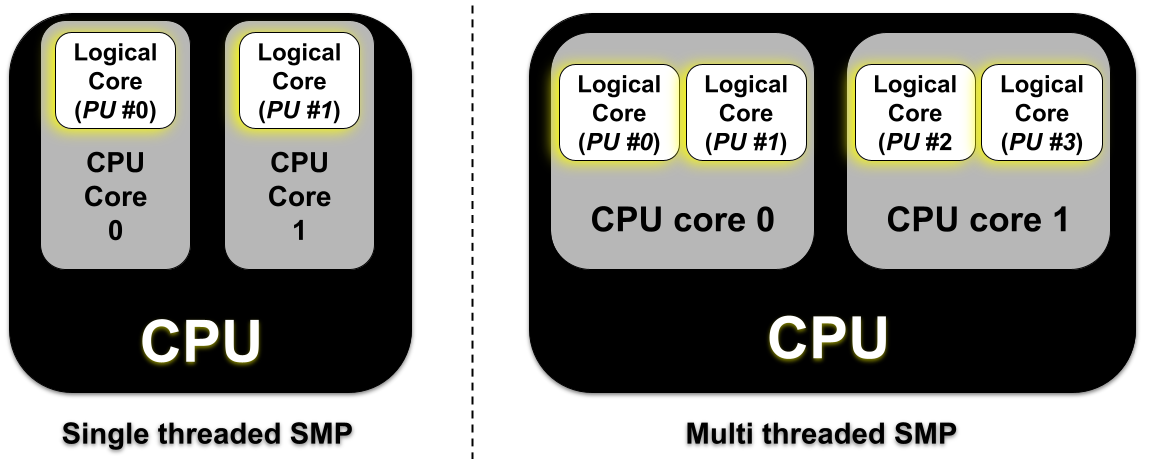 Logical
Core
(PU #0)
CPU
Core
0
Logical
Core
(PU #1)
CPU
Core
1
CPU
Single threaded SMP
Logical
Core
(PU #0)
Logical
Core
(PU #1)
CPU core 0
Logical
Core
(PU #2
Logical
Core
(PU #3)
CPU core 1
CPU
Multi threaded SMP